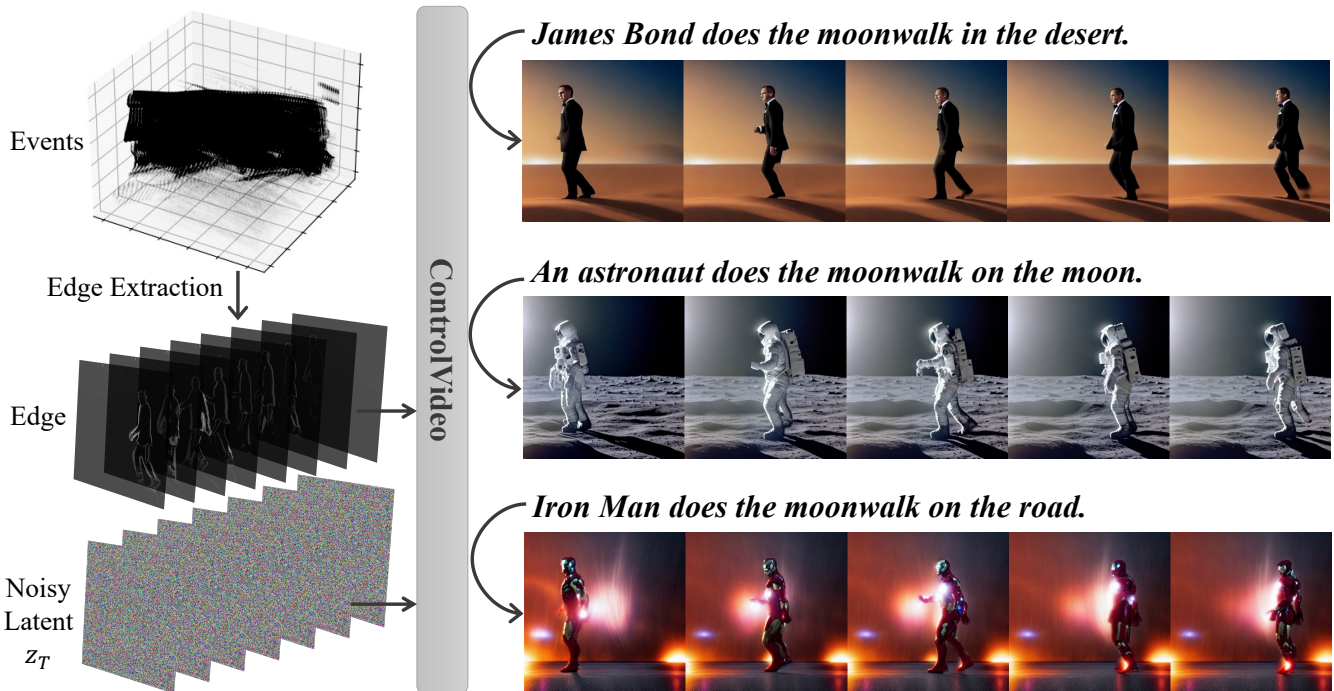 Events
Edge Extraction
Edge
Noisy
Latent
z_T
ControlVideo
James Bond does the moonwalk in the desert.
An astronaut does the moonwalk on the moon.
Iron Man does the moonwalk on the road.